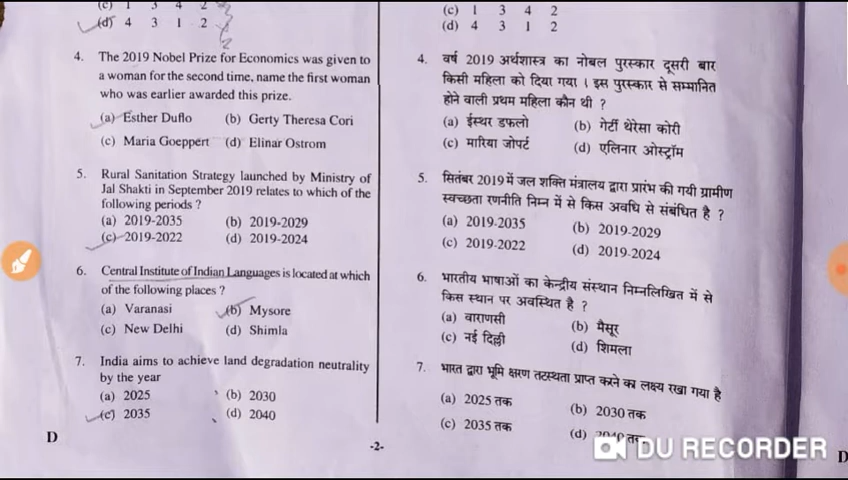 (c) 1 3 4 2
(d) 4 3 1 2
4. The 2019 Nobel Prize for Economics was given to
a woman for the second time, name the first woman
who was earlier awarded this prize.
(a) Esther Duflo (b) Gerty Theresa Cori
(c) Maria Goeppert (d) Elinar Ostrom
5. Rural Sanitation Strategy launched by Ministry of
Jal Shakti in September 2019 relates to which of the
following periods ?
(a) 2019-2035 (b) 2019-2029
(c) 2019-2022 (d) 2019-2024
6. Central Institute of Indian Languages is located at which
of the following places ?
(a) Varanasi (b) Mysore
(c) New Delhi (d) Shimla
7. India aims to achieve land degradation neutrality
by the year
(a) 2025 (b) 2030
(c) 2035 (d) 2040
D
-2-
(c) 1 3 4 2
(d) 4 3 1 2
4. वर्ष 2019 अर्थशास्त्र का नोबल पुरस्कार दूसरी बार
किसी महिला को दिया गया । इस पुरस्कार से सम्मानित
होने वाली प्रथम महिला कौन थी ?
(a) ईस्थर डफलो (b) गेर्टी थेरेसा कोरी
(c) मारिया जोपर्ट (d) एलिनार ओस्ट्रॉम
5. सितंबर 2019 में जल शक्ति मंत्रालय द्वारा प्रारंभ की गयी ग्रामीण
स्वच्छता रणनीति निम्न में से किस अवधि से संबंधित है ?
(a) 2019-2035 (b) 2019-2029
(c) 2019-2022 (d) 2019-2024
6. भारतीय भाषाओं का केन्द्रीय संस्थान निम्नलिखित में से
किस स्थान पर अवस्थित है ?
(a) वाराणसी (b) मैसूर
(c) नई दिल्ली (d) शिमला
7. भारत द्वारा भूमि क्षरण तटस्थता प्राप्त करने का लक्ष्य रखा गया है
(a) 2025 तक (b) 2030 तक
(c) 2035 तक (d) 2040 तक
DU RECORDER
D